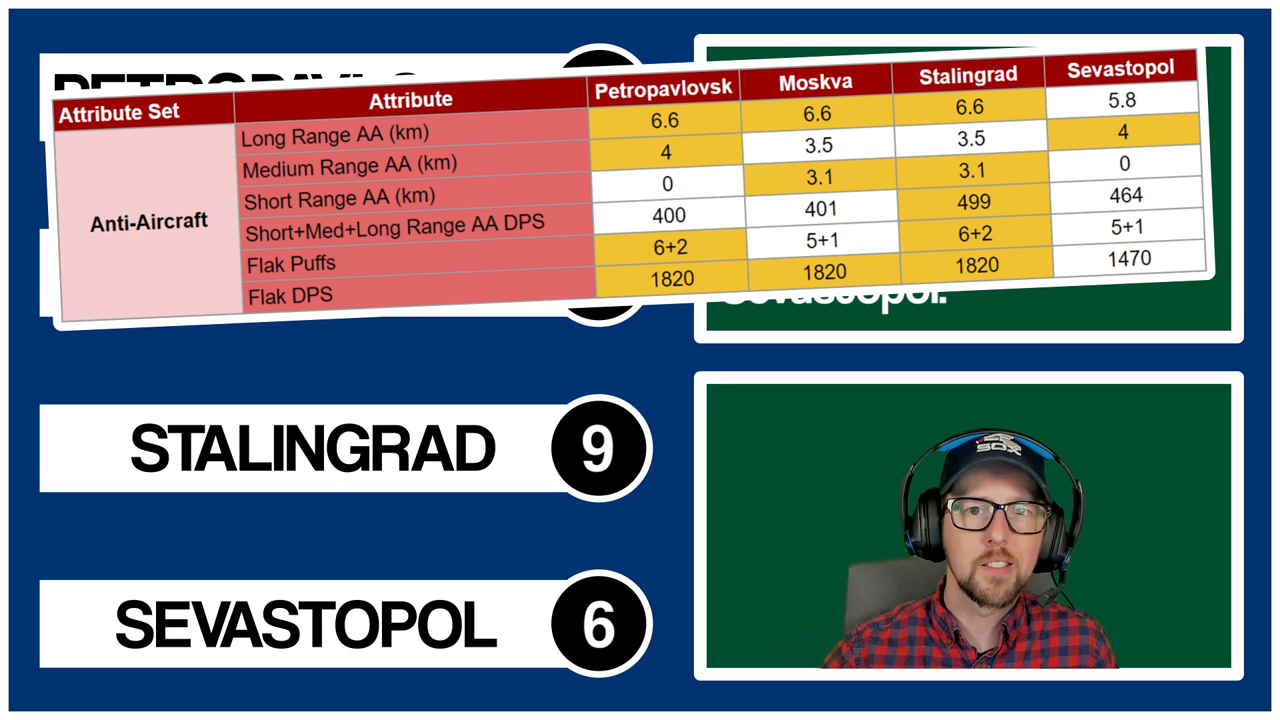 PETROPAVLO
Attribute Set Attribute Petropavlovsk Moskva Stalingrad Sevastopol
Anti-Aircraft
Long Range AA (km) 6.6 6.6 6.6 5.8
Medium Range AA (km) 4 3.5 3.5 4
Short Range AA (km) 0 3.1 3.1 0
Short+Med+Long Range AA DPS 400 401 499 464
Flak Puffs 6+2 5+1 6+2 5+1
Flak DPS 1820 1820 1820 1470
Sevastopol.
STALINGRAD 9
SEVASTOPOL 6
SOX